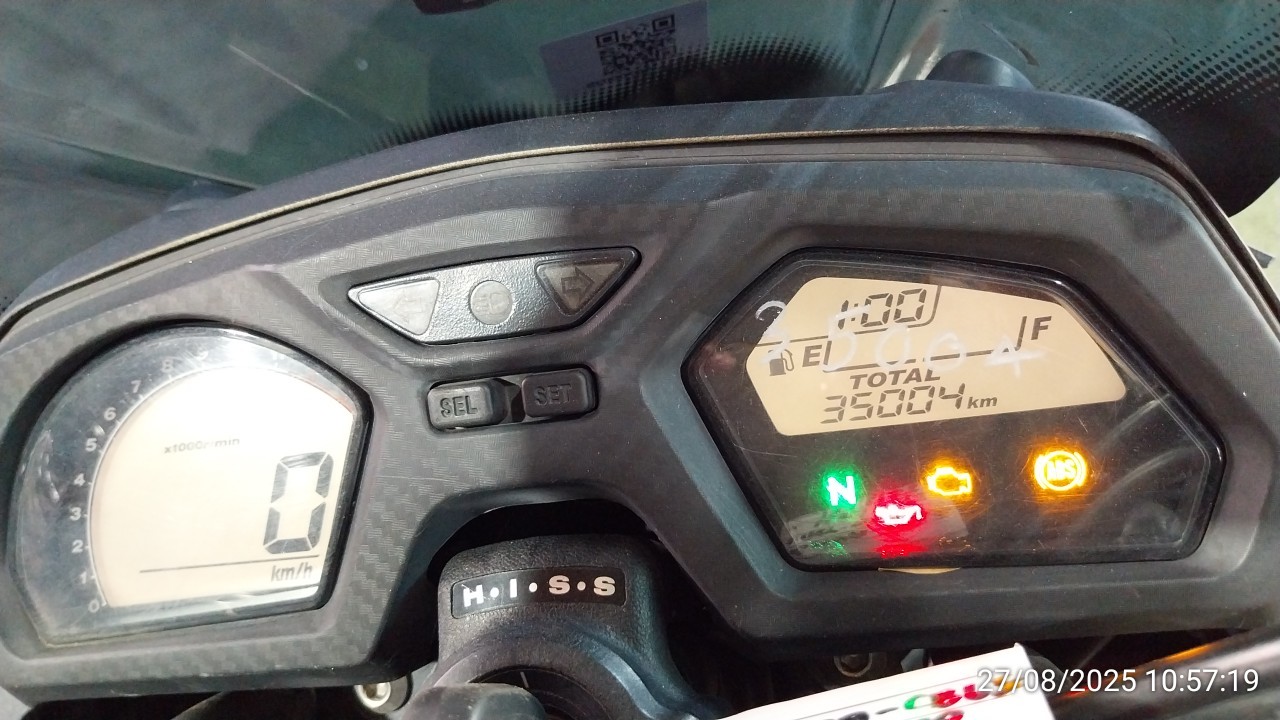 1:00
E F
TOTAL
35004 km
SEL SET
8
7
6
5
4
3
2
1
0
x1000r/min
0
km/h
N
ABS
H·I·S·S
27/08/2025 10:57:19